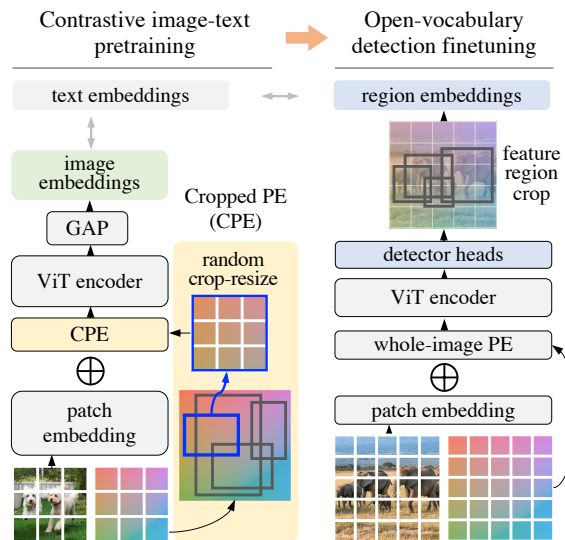 Contrastive image-text
pretraining
Open-vocabulary
detection finetuning
text embeddings
image
embeddings
GAP
ViT encoder
CPE
patch
embedding
Cropped PE
(CPE)
random
crop-resize
region embeddings
feature
region
crop
detector heads
ViT encoder
whole-image PE
patch embedding